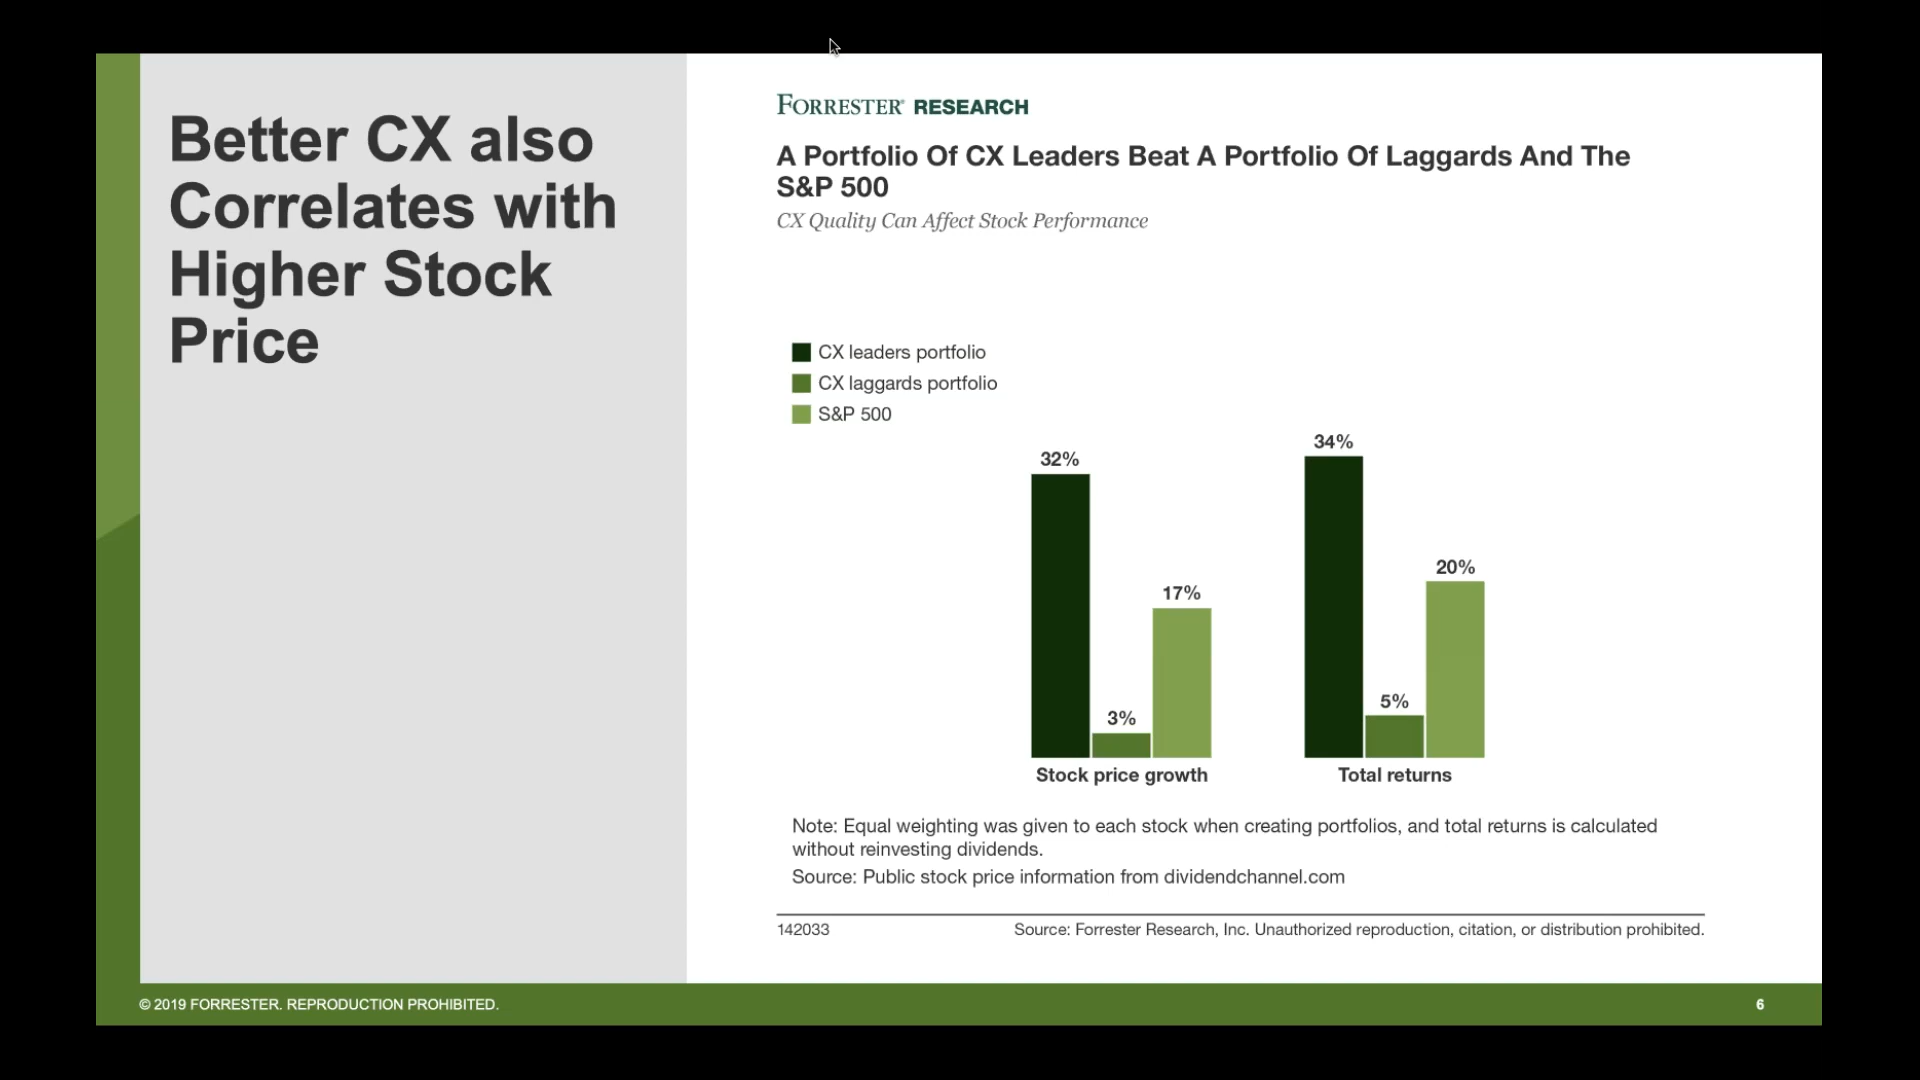 Better CX also
Correlates with
Higher Stock
Price
FORRESTER® RESEARCH
A Portfolio Of CX Leaders Beat A Portfolio Of Laggards And The
S&P 500
CX Quality Can Affect Stock Performance
CX leaders portfolio
CX laggards portfolio
S&P 500
32%
3%
17%
Stock price growth
34%
5%
20%
Total returns
Note: Equal weighting was given to each stock when creating portfolios, and total returns is calculated
without reinvesting dividends.
Source: Public stock price information from dividendchannel.com
142033
Source: Forrester Research, Inc. Unauthorized reproduction, citation, or distribution prohibited.
© 2019 FORRESTER. REPRODUCTION PROHIBITED.
6